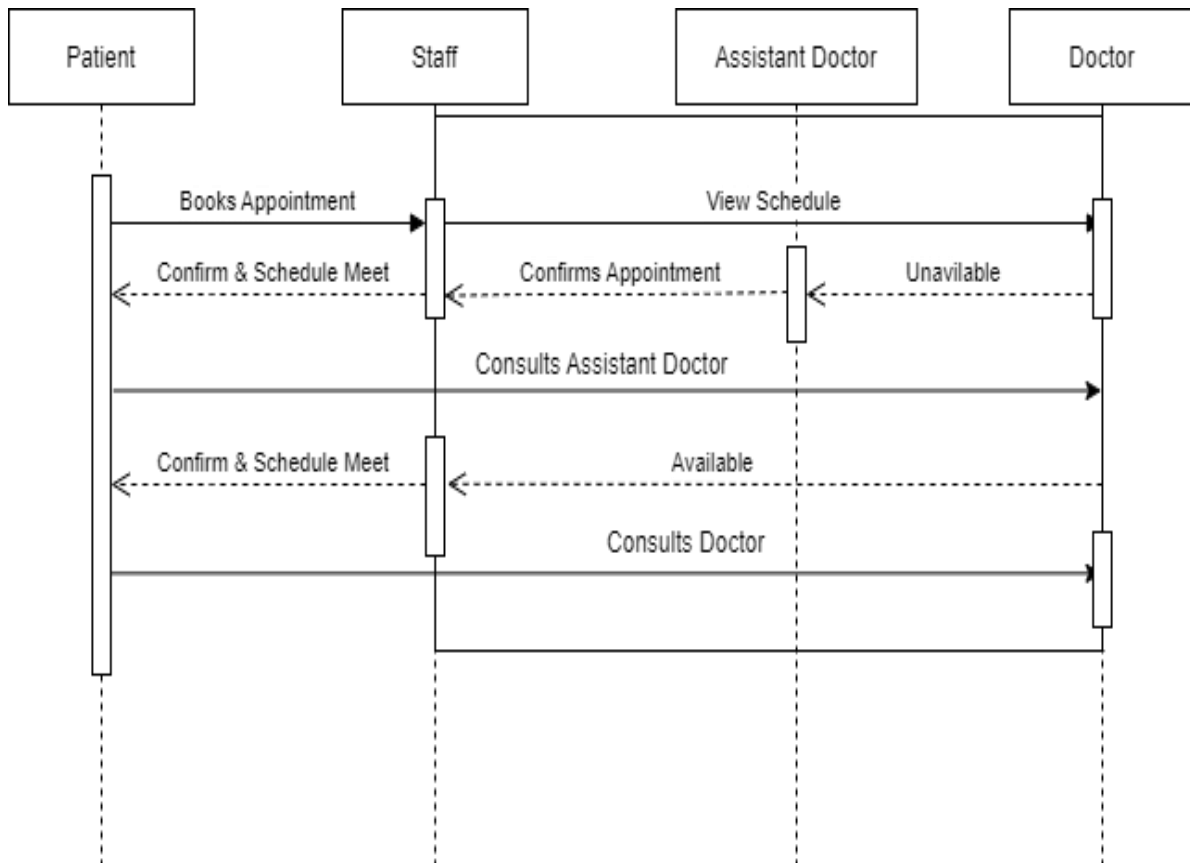 Patient
Staff
Assistant Doctor
Doctor
Books Appointment
View Schedule
Confirm & Schedule Meet
Confirms Appointment
Unavilable
Consults Assistant Doctor
Confirm & Schedule Meet
Available
Consults Doctor